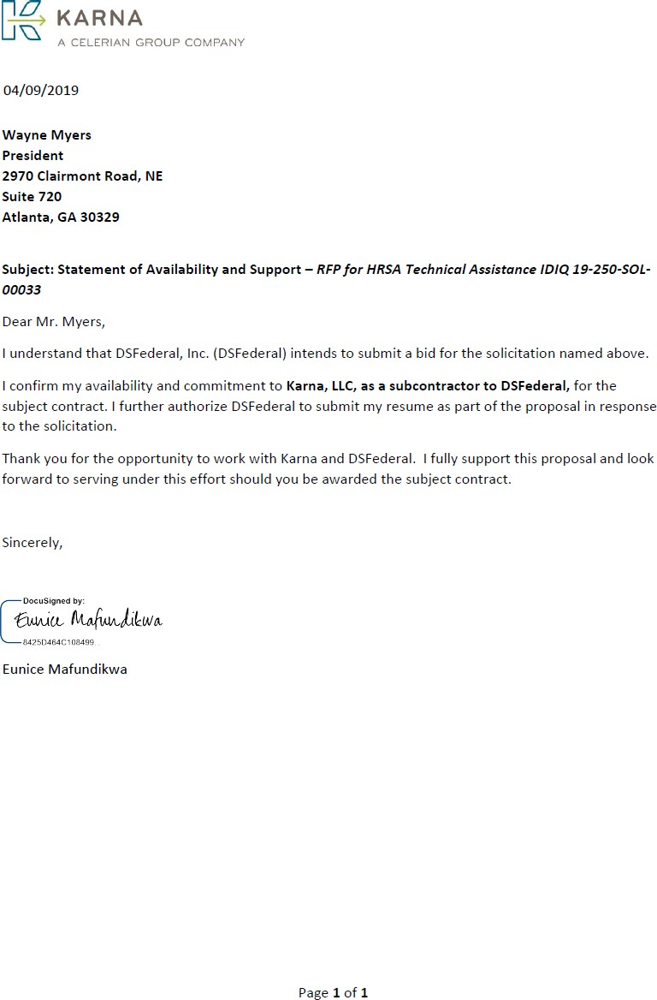 KARNA
A CELERIAN GROUP COMPANY
04/09/2019
Wayne Myers
President
2970 Clairmont Road, NE
Suite 720
Atlanta, GA 30329
Subject: Statement of Availability and Support – RFP for HRSA Technical Assistance IDIQ 19-250-SOL-
00033
Dear Mr. Myers,
I understand that DSFederal, Inc. (DSFederal) intends to submit a bid for the solicitation named above.
I confirm my availability and commitment to Karna, LLC, as a subcontractor to DSFederal, for the
subject contract. I further authorize DSFederal to submit my resume as part of the proposal in response
to the solicitation.
Thank you for the opportunity to work with Karna and DSFederal.  I fully support this proposal and look
forward to serving under this effort should you be awarded the subject contract.
Sincerely,
DocuSigned by:
Eunice Mafundikwa
8425D464C108499...
Eunice Mafundikwa
Page 1 of 1